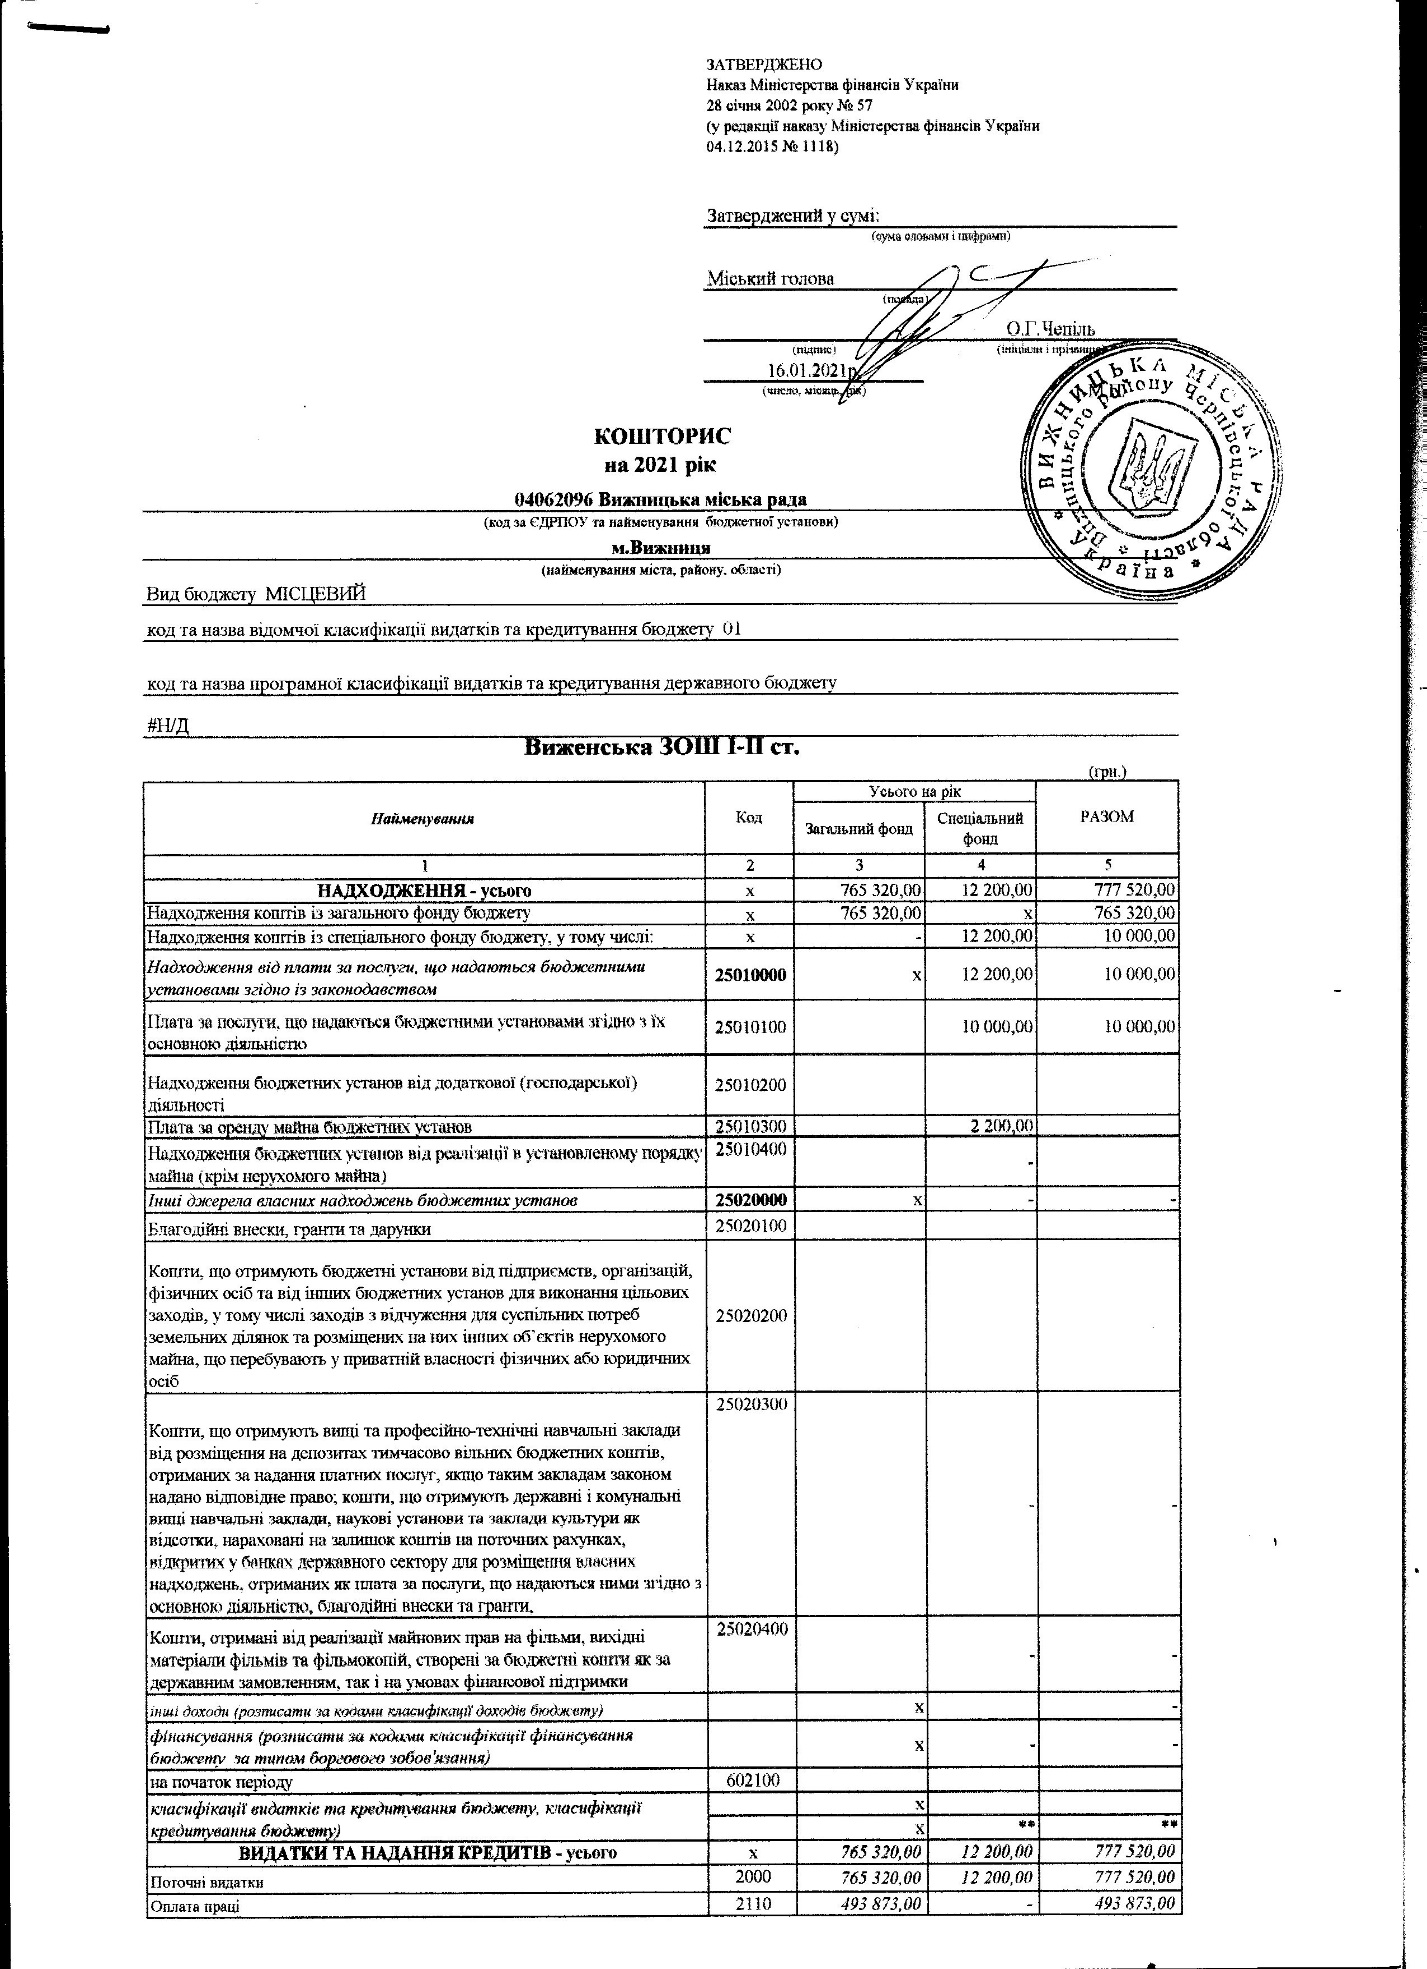 ЗАТВЕРДЖЕНО
Наказ Міністерства фінансів України
28 січня 2002 року № 57
(у редакції наказу Міністерства фінансів України
04.12.2015 № 1118)
Затверджений у сумі:
(сума словами і цифрами)
Міський голова
(посада)
О.Г.Чепіль
(підпис) (ініціали і прізвище
16.01.2021р.
(число, місяць, рік)
ВИЖНИЦЬКА МІСЬКА РАДА
Вижницького району Чернівецької області
Україна
КОШТОРИС
на 2021 рік
04062096 Вижницька міська рада
(код за ЄДРПОУ та найменування бюджетної установи)
м.Вижниця
(найменування міста, району, області)
Вид бюджету МІСЦЕВИЙ
код та назва відомчої класифікації видатків та кредитування бюджету 01
код та назва програмної класифікації видатків та кредитування державного бюджету
#Н/Д
Виженська ЗОШ І-ІІ ст.
(грн.)
Найменування Код Усього на рік РАЗОМ
Загальний фонд Спеціальний фонд
1 2 3 4 5
НАДХОДЖЕННЯ - усього х 765 320,00 12 200,00 777 520,00
Надходження коштів із загального фонду бюджету х 765 320,00 х 765 320,00
Надходження коштів із спеціального фонду бюджету, у тому числі: х - 12 200,00 10 000,00
Надходження від плати за послуги, що надаються бюджетними
установами згідно із законодавством 25010000 х 12 200,00 10 000,00
Плата за послуги, що надаються бюджетними установами згідно з їх
основною діяльністю 25010100 10 000,00 10 000,00
Надходження бюджетних установ від додаткової (господарської)
діяльності 25010200
Плата за оренду майна бюджетних установ 25010300 2 200,00
Надходження бюджетних установ від реалізації в установленому порядку
майна (крім нерухомого майна) 25010400 -
Інші джерела власних надходжень бюджетних установ 25020000 х - -
Благодійні внески, гранти та дарунки 25020100
Кошти, що отримують бюджетні установи від підприємств, організацій,
фізичних осіб та від інших бюджетних установ для виконання цільових
заходів, у тому числі заходів з відчуження для суспільних потреб
земельних ділянок та розміщених на них інших об`єктів нерухомого
майна, що перебувають у приватній власності фізичних або юридичних
осіб 25020200
25020300
Кошти, що отримують вищі та професійно-технічні навчальні заклади
від розміщення на депозитах тимчасово вільних бюджетних коштів,
отриманих за надання платних послуг, якщо таким закладам законом
надано відповідне право; кошти, що отримують державні і комунальні
вищі навчальні заклади, наукові установи та заклади культури як - -
відсотки, нараховані на залишок коштів на поточних рахунках,
відкритих у банках державного сектору для розміщення власних
надходжень, отриманих як плата за послуги, що надаються ними згідно з
основною діяльністю, благодійні внески та гранти.
Кошти, отримані від реалізації майнових прав на фільми, вихідні 25020400
матеріали фільмів та фільмокопій, створені за бюджетні кошти як за - -
державним замовленням, так і на умовах фінансової підтримки
інші доходи (розписати за кодами класифікації доходів бюджету) х -
фінансування (розписати за кодами класифікації фінансування
бюджету за типом боргового зобов'язання) х - -
на початок періоду 602100
класифікації видатків та кредитування бюджету, класифікації х
кредитування бюджету) х ** **
ВИДАТКИ ТА НАДАННЯ КРЕДИТІВ - усього х 765 320,00 12 200,00 777 520,00
Поточні видатки 2000 765 320,00 12 200,00 777 520,00
Оплата праці 2110 493 873,00 - 493 873,00